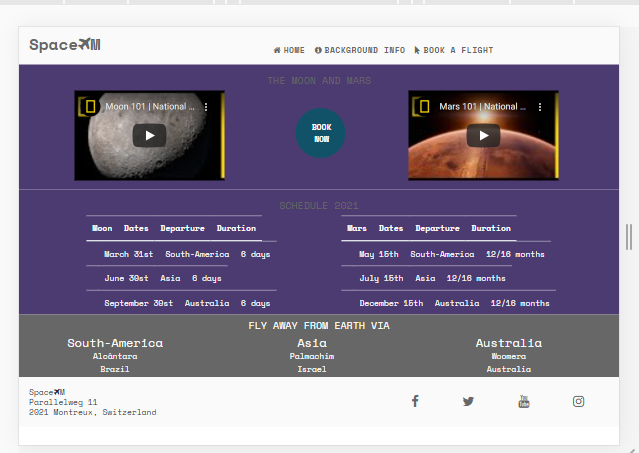 Space✈M
HOME BACKGROUND INFO BOOK A FLIGHT
THE MOON AND MARS
Moon 101 | National ...
BOOK
NOW
Mars 101 | National ...
SCHEDULE 2021
Moon Dates Departure Duration
March 31st South-America 6 days
June 30st Asia 6 days
September 30st Australia 6 days
Mars Dates Departure Duration
May 15th South-America 12/16 months
July 15th Asia 12/16 months
December 15th Australia 12/16 months
FLY AWAY FROM EARTH VIA
South-America
Alcântara
Brazil
Asia
Palmachim
Israel
Australia
Woomera
Australia
Space✈M
Parallelweg 11
2021 Montreux, Switzerland
You
Tube